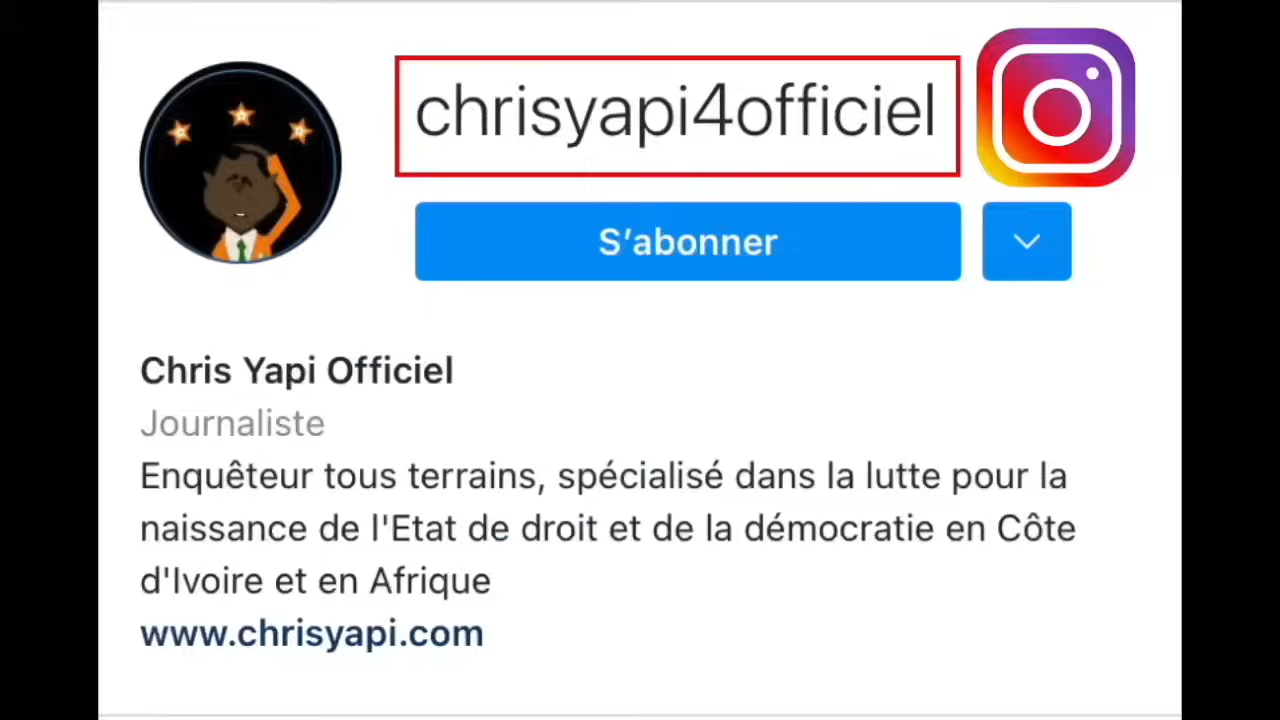 chrisyapi4officiel
S’abonner
Chris Yapi Officiel
Journaliste
Enquêteur tous terrains, spécialisé dans la lutte pour la
naissance de l'Etat de droit et de la démocratie en Côte
d'Ivoire et en Afrique
www.chrisyapi.com